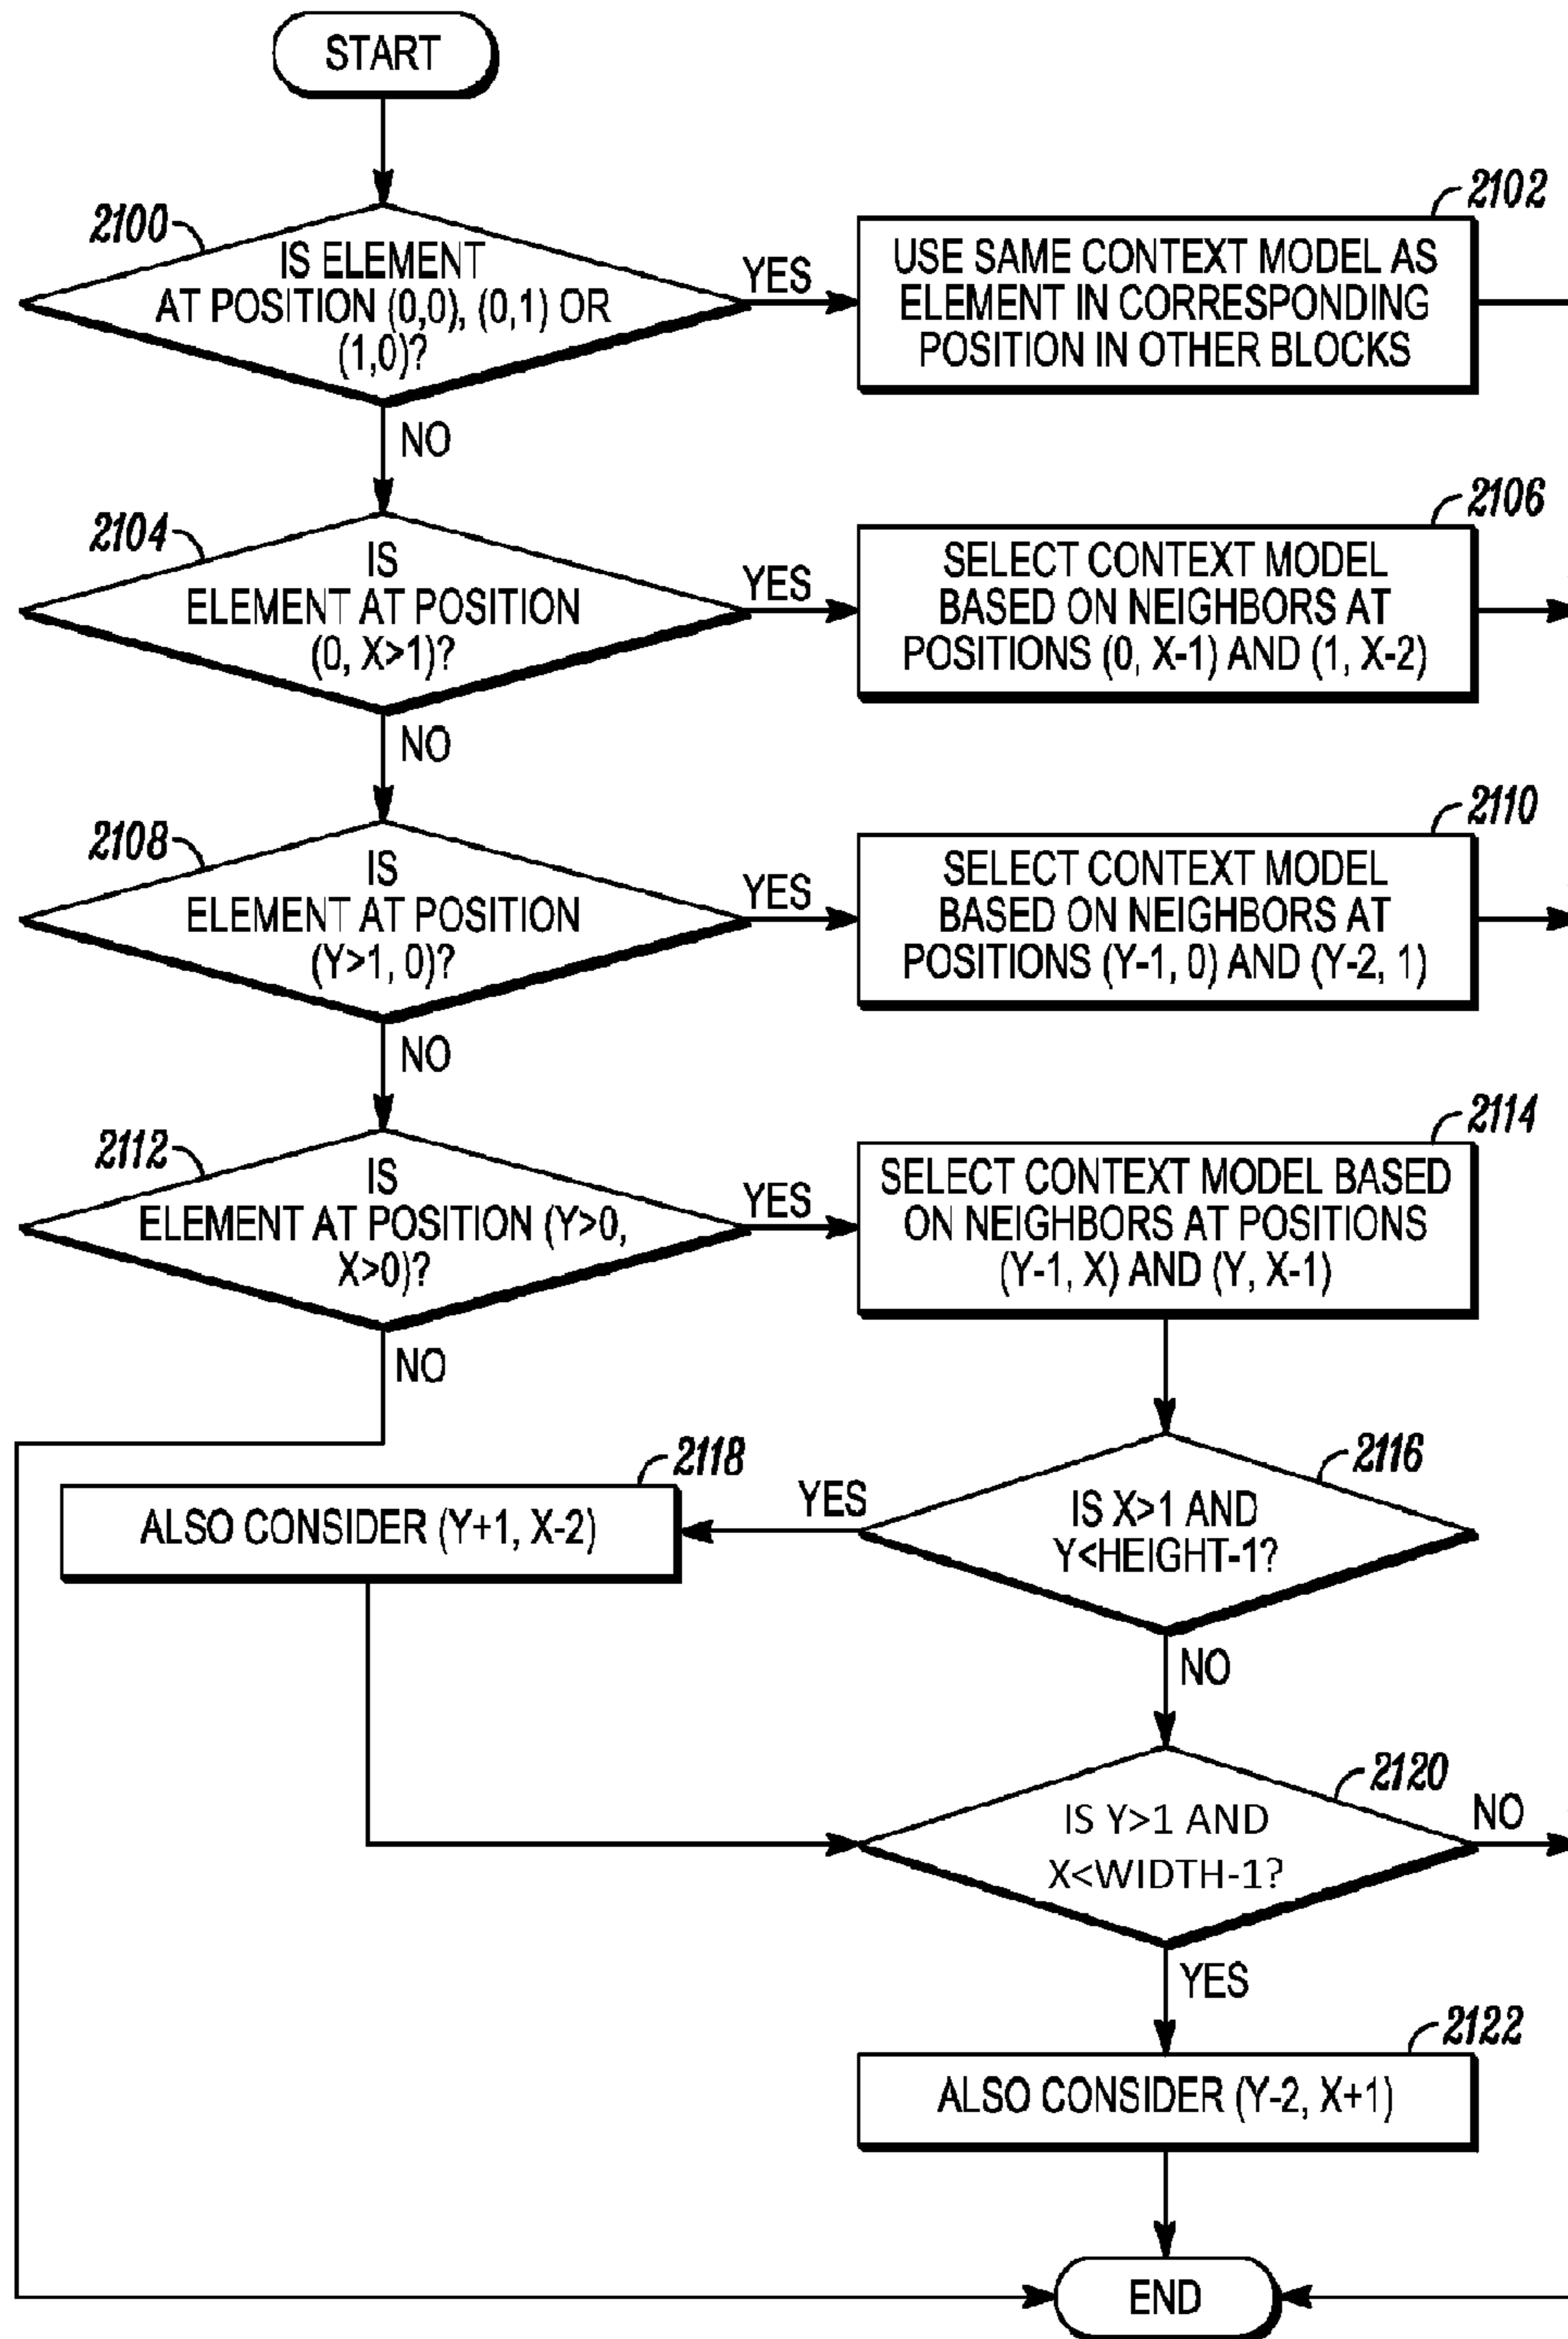 START
2100
IS ELEMENT
AT POSITION (0,0), (0,1) OR
(1,0)?
YES
2102
USE SAME CONTEXT MODEL AS
ELEMENT IN CORRESPONDING
POSITION IN OTHER BLOCKS
NO
2104
IS
ELEMENT AT POSITION
(0, X>1)?
YES
2106
SELECT CONTEXT MODEL
BASED ON NEIGHBORS AT
POSITIONS (0, X-1) AND (1, X-2)
NO
2108
IS
ELEMENT AT POSITION
(Y>1, 0)?
YES
2110
SELECT CONTEXT MODEL
BASED ON NEIGHBORS AT
POSITIONS (Y-1, 0) AND (Y-2, 1)
NO
2112
IS
ELEMENT AT POSITION (Y>0,
X>0)?
YES
2114
SELECT CONTEXT MODEL BASED
ON NEIGHBORS AT POSITIONS
(Y-1, X) AND (Y, X-1)
NO
2116
IS X>1 AND
Y<HEIGHT-1?
YES
2118
ALSO CONSIDER (Y+1, X-2)
NO
2120
IS Y>1 AND
X<WIDTH-1?
NO
YES
2122
ALSO CONSIDER (Y-2, X+1)
END